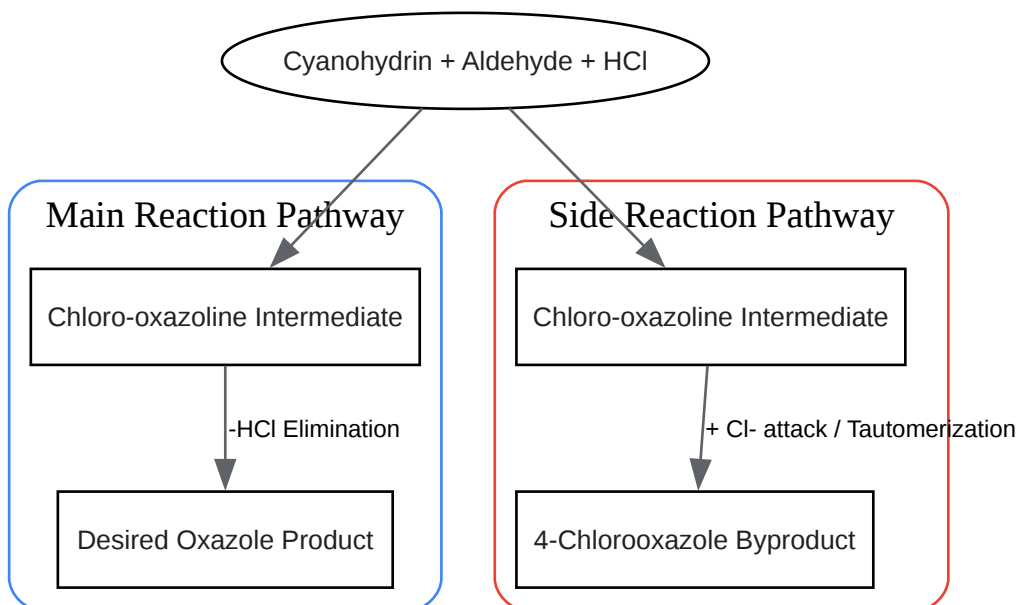 Cyanohydrin + Aldehyde + HCl
Main Reaction Pathway
Chloro-oxazoline Intermediate
-HCl Elimination
Desired Oxazole Product
Side Reaction Pathway
Chloro-oxazoline Intermediate
+ Cl- attack / Tautomerization
4-Chlorooxazole Byproduct